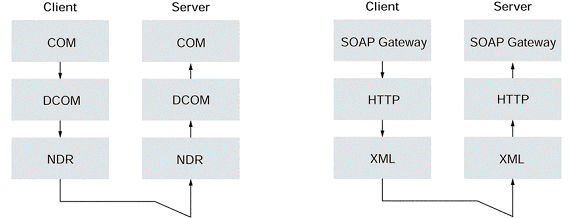 Client
Server
COM
COM
DCOM
DCOM
NDR
NDR
Client
Server
SOAP Gateway
SOAP Gateway
HTTP
HTTP
XML
XML